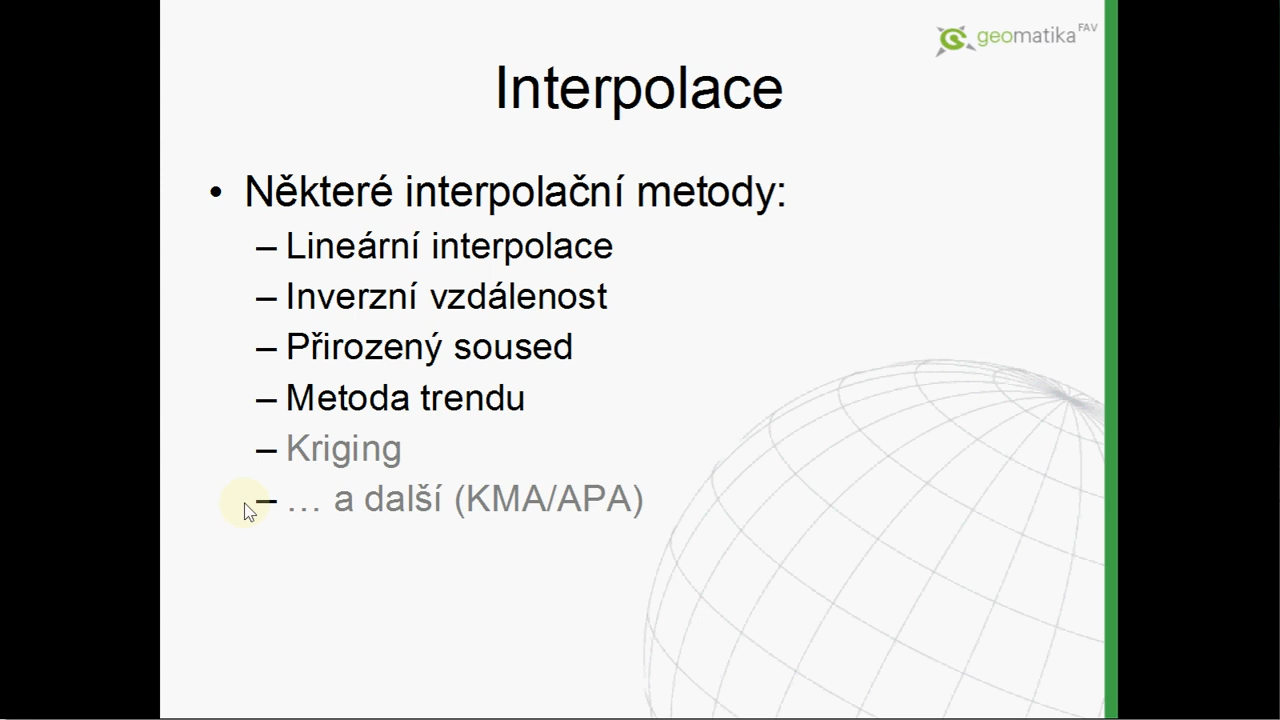 geomatika FAV
Interpolace
• Některé interpolační metody:
– Lineární interpolace
– Inverzní vzdálenost
– Přirozený soused
– Metoda trendu
– Kriging
– … a další (KMA/APA)